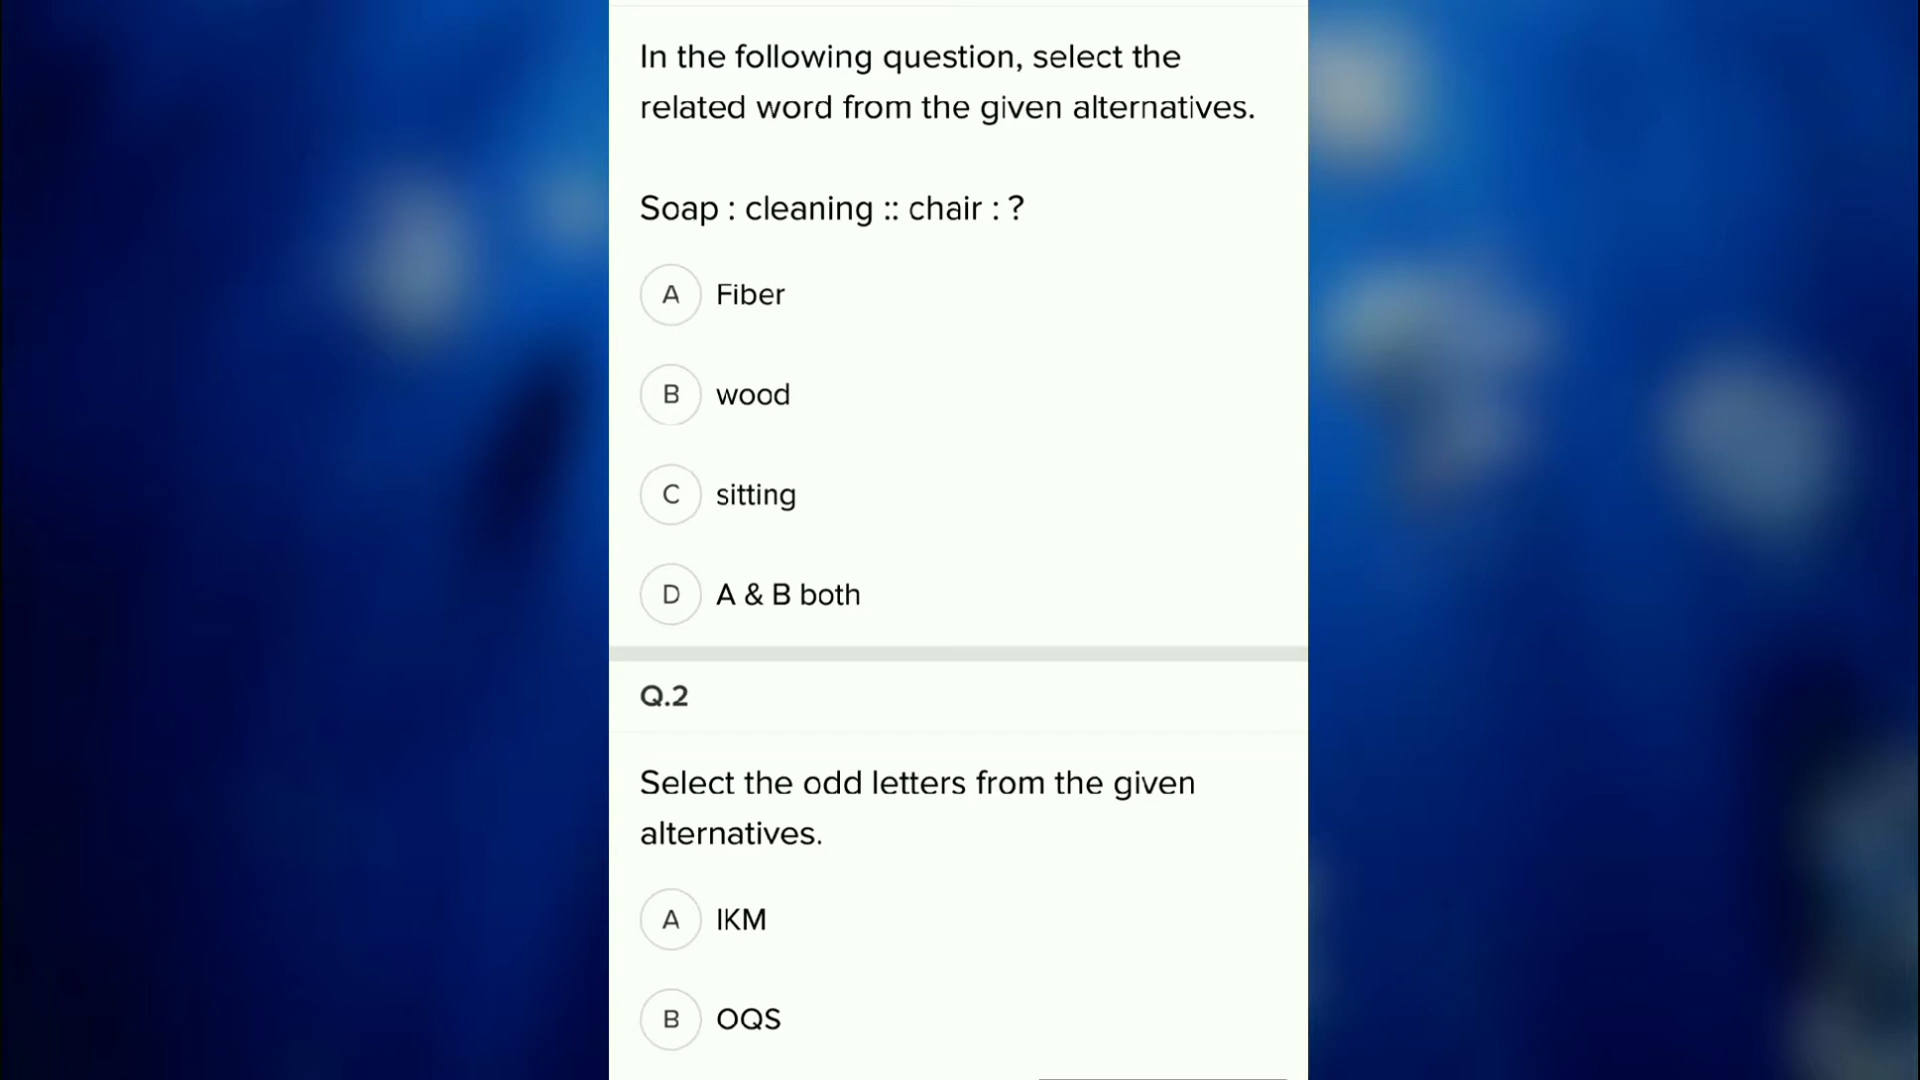 In the following question, select the
related word from the given alternatives.
Soap : cleaning :: chair : ?
A Fiber
B wood
C sitting
D A & B both
Q.2
Select the odd letters from the given
alternatives.
A IKM
B OQS